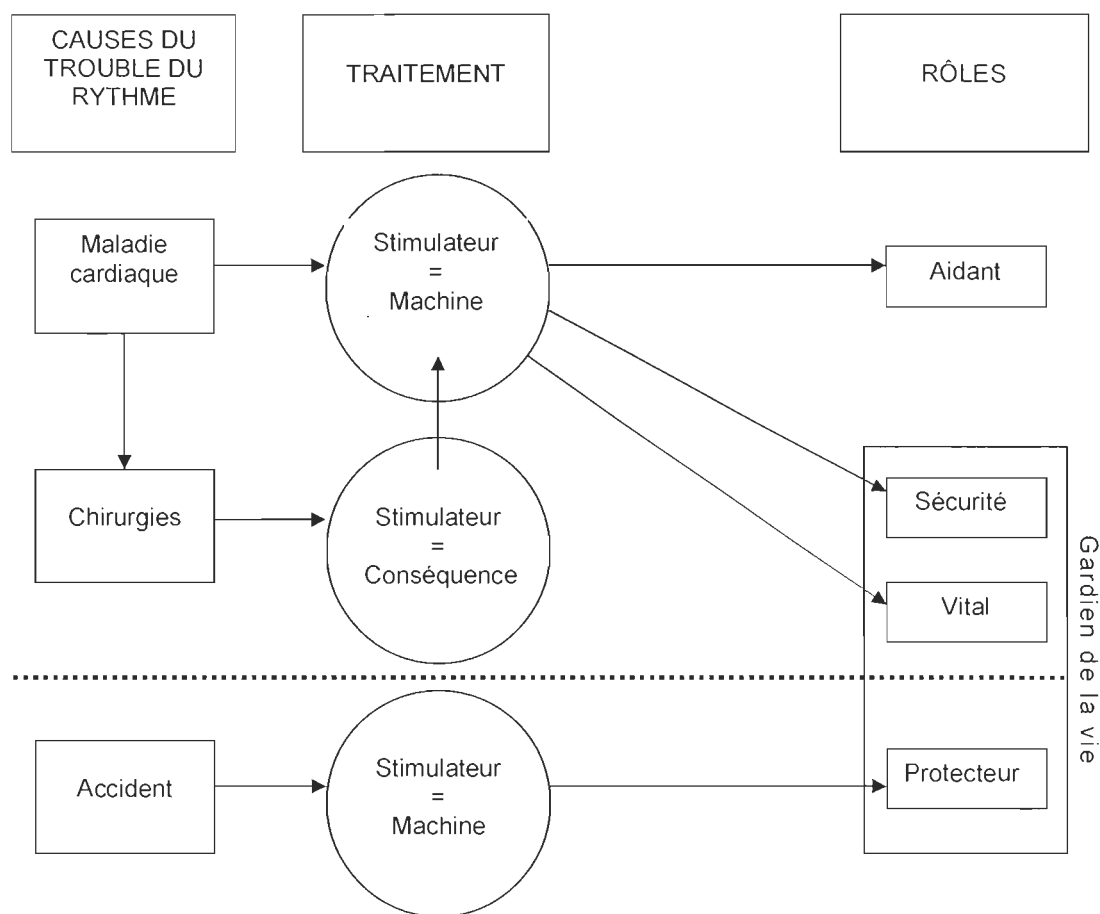 CAUSES DU
TROUBLE DU
RYTHME
TRAITEMENT
RÔLES
Maladie
cardiaque
Stimulateur
=
Machine
Aidant
Chirurgies
Stimulateur
=
Conséquence
Sécurité
Vital
Gardien de la vie
Accident
Stimulateur
=
Machine
Protecteur